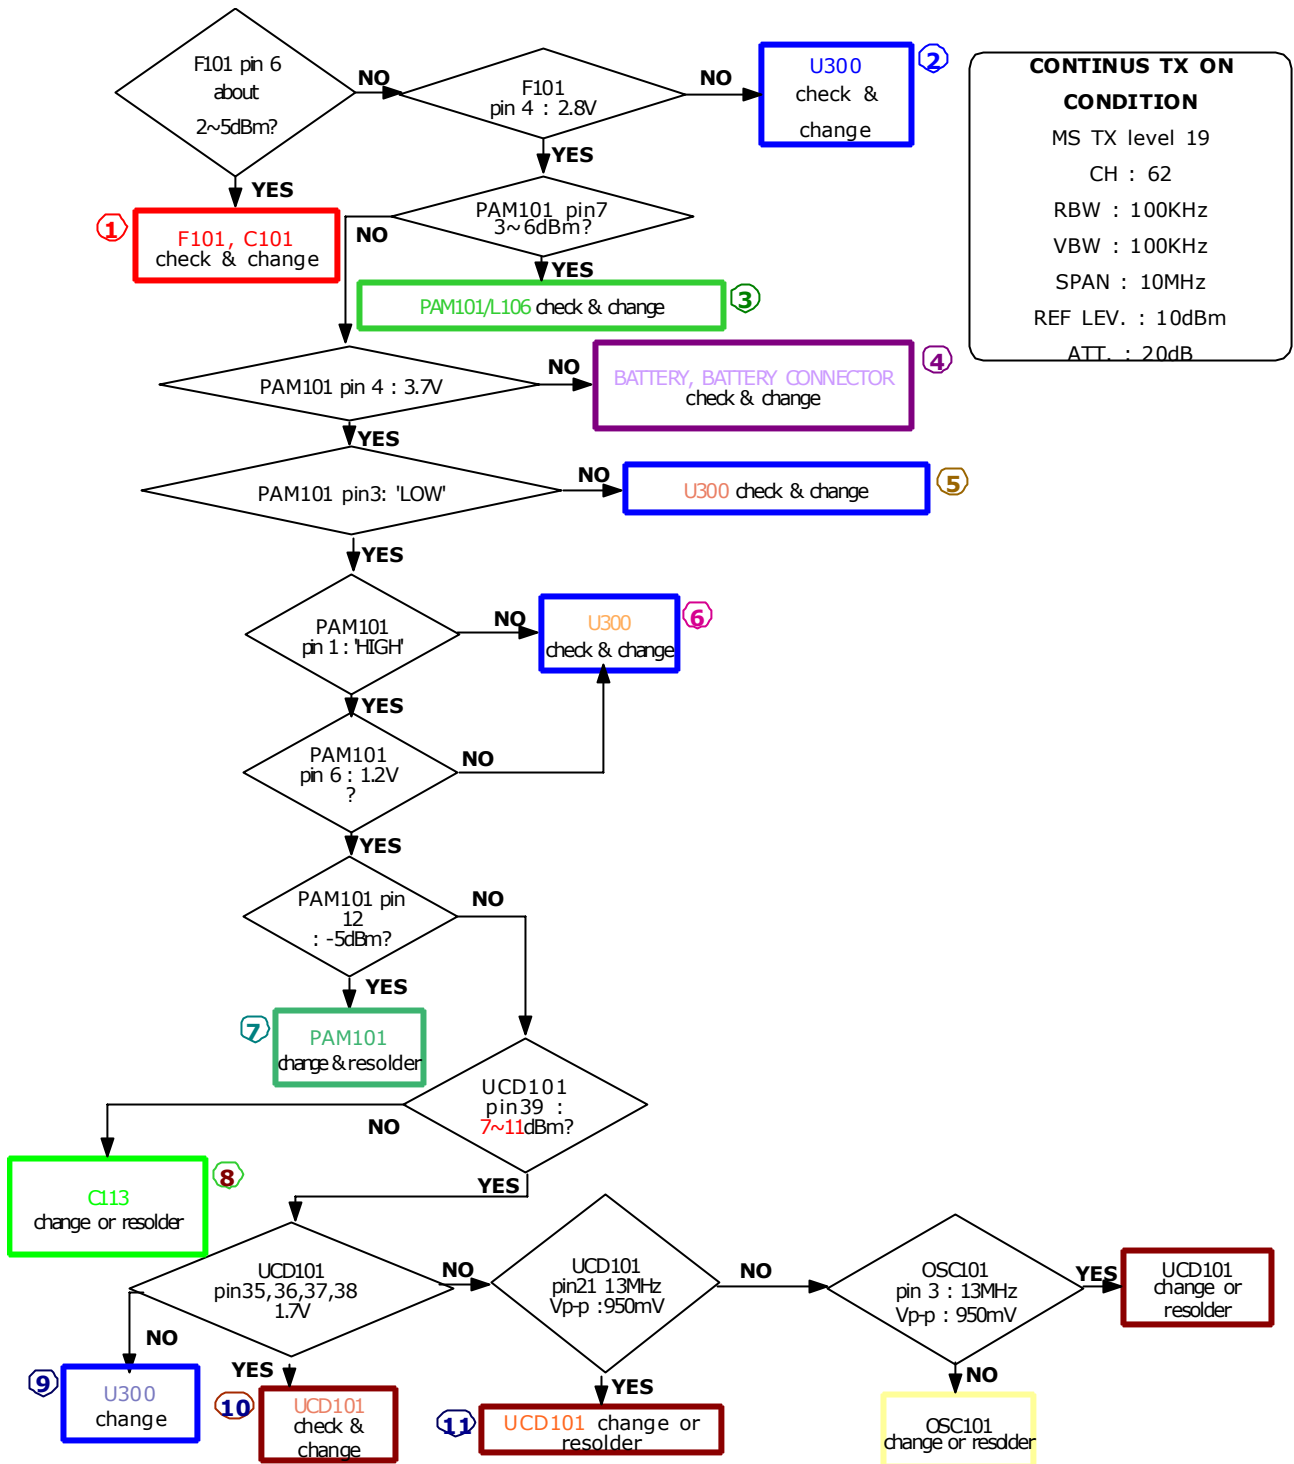 F101 pin 6
about
2~5dBm?
NO
F101
pin 4 : 2.8V
NO
U300
check &
change
2
CONTINUS TX ON
CONDITION
MS TX level 19
CH : 62
RBW : 100KHz
VBW : 100KHz
SPAN : 10MHz
REF LEV. : 10dBm
ATT. : 20dB
YES
YES
1
F101, C101
check & change
PAM101 pin7
3~6dBm?
NO
YES
PAM101/L106 check & change
3
PAM101 pin 4 : 3.7V
NO
BATTERY, BATTERY CONNECTOR
check & change
4
YES
PAM101 pin3: 'LOW'
NO
U300 check & change
5
YES
PAM101
pin 1 : 'HIGH'
NO
U300
check & change
6
YES
PAM101
pin 6 : 1.2V
?
NO
YES
PAM101 pin
12
: -5dBm?
NO
YES
7
PAM101
change & resolder
UCD101
pin39 :
7~11dBm?
NO
YES
C113
change or resolder
8
UCD101
pin35,36,37,38
1.7V
NO
UCD101
pin21 13MHz
Vp-p :950mV
NO
OSC101
pin 3 : 13MHz
Vp-p : 950mV
YES
UCD101
change or
resolder
NO
YES
YES
NO
9
U300
change
10
UCD101
check &
change
11
UCD101 change or
resolder
OSC101
change or resolder